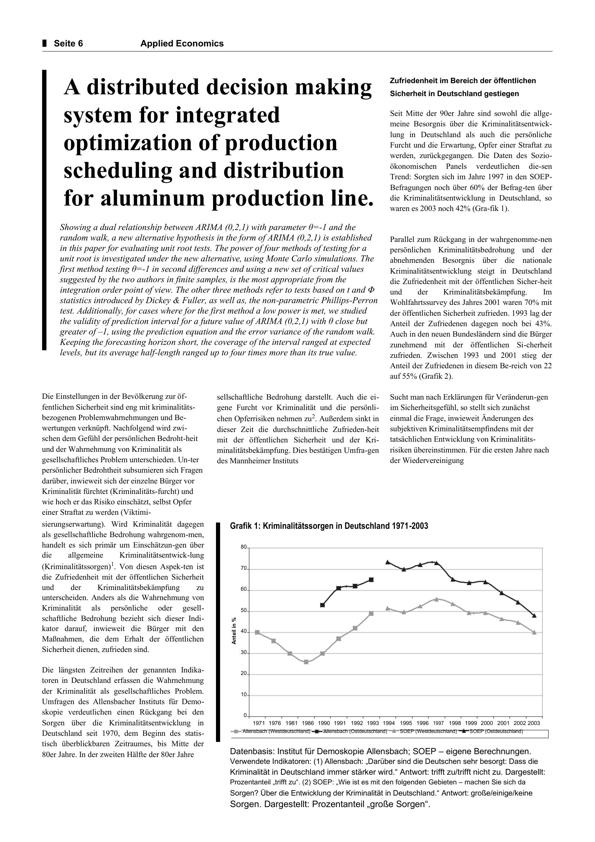 Seite 6
Applied Economics
A distributed decision making
system for integrated
optimization of production
scheduling and distribution
for aluminum production line.
Showing a dual relationship between ARIMA (0,2,1) with parameter θ=-1 and the
random walk, a new alternative hypothesis in the form of ARIMA (0,2,1) is established
in this paper for evaluating unit root tests. The power of four methods of testing for a
unit root is investigated under the new alternative, using Monte Carlo simulations. The
first method testing θ=-1 in second differences and using a new set of critical values
suggested by the two authors in finite samples, is the most appropriate from the
integration order point of view. The other three methods refer to tests based on t and Φ
statistics introduced by Dickey & Fuller, as well as, the non-parametric Phillips-Perron
test. Additionally, for cases where for the first method a low power is met, we studied
the validity of prediction interval for a future value of ARIMA (0,2,1) with θ close but
greater of –1, using the prediction equation and the error variance of the random walk.
Keeping the forecasting horizon short, the coverage of the interval ranged at expected
levels, but its average half-length ranged up to four times more than its true value.
Zufriedenheit im Bereich der öffentlichen
Sicherheit in Deutschland gestiegen
Seit Mitte der 90er Jahre sind sowohl die allge-
meine Besorgnis über die Kriminalitätsentwick-
lung in Deutschland als auch die persönliche
Furcht und die Erwartung, Opfer einer Straftat zu
werden, zurückgegangen. Die Daten des Sozio-
ökonomischen Panels verdeutlichen die-sen
Trend: Sorgten sich im Jahre 1997 in den SOEP-
Befragungen noch über 60% der Befrag-ten über
die Kriminalitätsentwicklung in Deutschland, so
waren es 2003 noch 42% (Gra-fik 1).
Parallel zum Rückgang in der wahrgenomme-nen
persönlichen Kriminalitätsbedrohung und der
abnehmenden Besorgnis über die nationale
Kriminalitätsentwicklung steigt in Deutschland
die Zufriedenheit mit der öffentlichen Sicher-heit
und der Kriminalitätsbekämpfung. Im
Wohlfahrtssurvey des Jahres 2001 waren 70% mit
der öffentlichen Sicherheit zufrieden. 1993 lag der
Anteil der Zufriedenen dagegen noch bei 43%.
Auch in den neuen Bundesländern sind die Bürger
zunehmend mit der öffentlichen Si-cherheit
zufrieden. Zwischen 1993 und 2001 stieg der
Anteil der Zufriedenen in diesem Be-reich von 22
auf 55% (Grafik 2).
Die Einstellungen in der Bevölkerung zur öf-
fentlichen Sicherheit sind eng mit kriminalitäts-
bezogenen Problemwahrnehmungen und Be-
wertungen verknüpft. Nachfolgend wird zwi-
schen dem Gefühl der persönlichen Bedroht-heit
und der Wahrnehmung von Kriminalität als
gesellschaftliches Problem unterschieden. Un-ter
persönlicher Bedrohtheit subsumieren sich Fragen
darüber, inwieweit sich der einzelne Bürger vor
Kriminalität fürchtet (Kriminalitäts-furcht) und
wie hoch er das Risiko einschätzt, selbst Opfer
einer Straftat zu werden (Viktimi-
sierungserwartung). Wird Kriminalität dagegen
als gesellschaftliche Bedrohung wahrgenom-men,
handelt es sich primär um Einschätzun-gen über
die allgemeine Kriminalitätsentwick-lung
(Kriminalitätssorgen)1. Von diesen Aspek-ten ist
die Zufriedenheit mit der öffentlichen Sicherheit
und der Kriminalitätsbekämpfung zu
unterscheiden. Anders als die Wahrnehmung von
Kriminalität als persönliche oder gesell-
schaftliche Bedrohung bezieht sich dieser Indi-
kator darauf, inwieweit die Bürger mit den
Maßnahmen, die dem Erhalt der öffentlichen
Sicherheit dienen, zufrieden sind.
Die längsten Zeitreihen der genannten Indika-
toren in Deutschland erfassen die Wahrnehmung
der Kriminalität als gesellschaftliches Problem.
Umfragen des Allensbacher Instituts für Demo-
skopie verdeutlichen einen Rückgang bei den
Sorgen über die Kriminalitätsentwicklung in
Deutschland seit 1970, dem Beginn des statis-
tisch überblickbaren Zeitraumes, bis Mitte der
80er Jahre. In der zweiten Hälfte der 80er Jahre
sellschaftliche Bedrohung darstellt. Auch die ei-
gene Furcht vor Kriminalität und die persönli-
chen Opferrisiken nehmen zu2. Außerdem sinkt in
dieser Zeit die durchschnittliche Zufrieden-heit
mit der öffentlichen Sicherheit und der Kri-
minalitätsbekämpfung. Dies bestätigen Umfra-gen
des Mannheimer Instituts
Sucht man nach Erklärungen für Veränderun-gen
im Sicherheitsgefühl, so stellt sich zunächst
einmal die Frage, inwieweit Änderungen des
subjektiven Kriminalitätsempfindens mit der
tatsächlichen Entwicklung von Kriminalitäts-
risiken übereinstimmen. Für die ersten Jahre nach
der Wiedervereinigung
Grafik 1: Kriminalitätssorgen in Deutschland 1971-2003
Anteil in %
80
70
60
50
40
30
20
10
0
1971 1976 1981 1986 1990 1991 1992 1993 1994 1995 1996 1997 1998 1999 2000 2001 2002 2003
Allensbach (Westdeutschland) Allensbach (Ostdeutschland) SOEP (Westdeutschland) SOEP (Ostdeutschland)
Datenbasis: Institut für Demoskopie Allensbach; SOEP – eigene Berechnungen.
Verwendete Indikatoren: (1) Allensbach: „Darüber sind die Deutschen sehr besorgt: Dass die
Kriminalität in Deutschland immer stärker wird.“ Antwort: trifft zu/trifft nicht zu. Dargestellt:
Prozentanteil „trifft zu“. (2) SOEP: „Wie ist es mit den folgenden Gebieten – machen Sie sich da
Sorgen? Über die Entwicklung der Kriminalität in Deutschland.“ Antwort: große/einige/keine
Sorgen. Dargestellt: Prozentanteil „große Sorgen“.